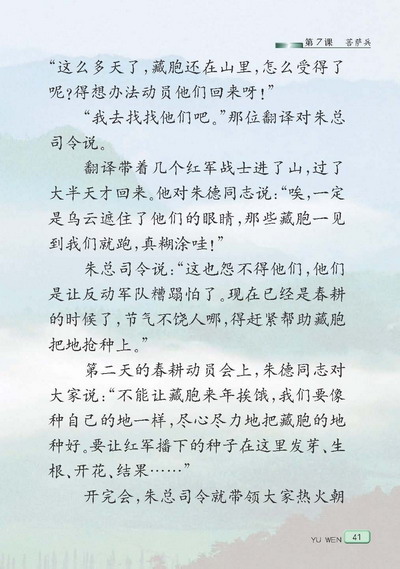 第7课 菩萨兵
“这么多天了，藏胞还在山里，怎么受得了
呢？得想办法动员他们回来呀！”
“我去找找他们吧。”那位翻译对朱总
司令说。
翻译带着几个红军战士进了山，过了
大半天才回来。他对朱德同志说：“唉，一定
是乌云遮住了他们的眼睛，那些藏胞一见
到我们就跑，真糊涂哇！”
朱总司令说：“这也怨不得他们，他们
是让反动军队糟蹋怕了。现在已经是春耕
的时候了，节气不饶人哪，得赶紧帮助藏胞
把地抢种上。”
第二天的春耕动员会上，朱德同志对
大家说：“不能让藏胞来年挨饿，我们要像
种自己的地一样，尽心尽力地把藏胞的地
种好。要让红军播下的种子在这里发芽、生
根、开花、结果……”
开完会，朱总司令就带领大家热火朝
YU WEN 41